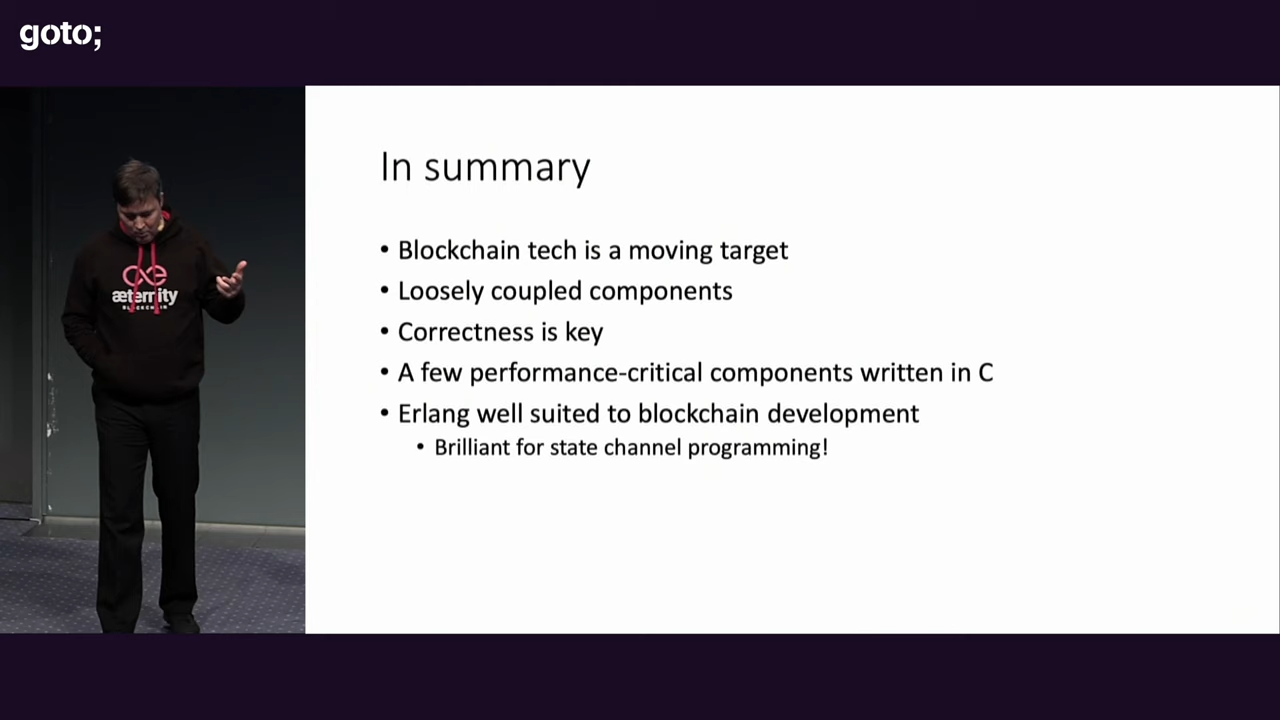 goto;
In summary
• Blockchain tech is a moving target
• Loosely coupled components
• Correctness is key
• A few performance-critical components written in C
• Erlang well suited to blockchain development
• Brilliant for state channel programming!
æternity
BLOCKCHAIN